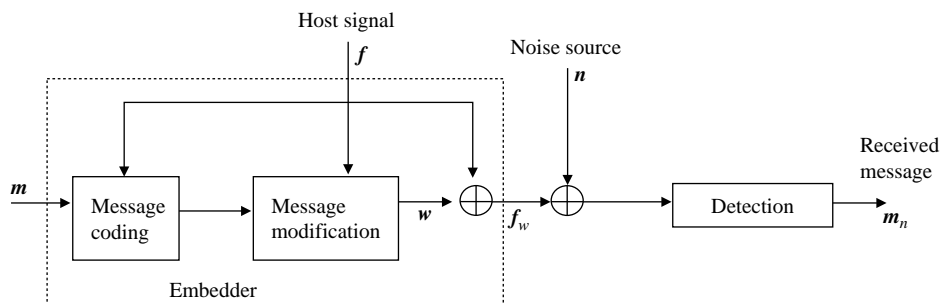 Host signal
f
Noise source
n
Received
message
m
Message
coding
Message
modification
w
f_w
Detection
m_n
Embedder